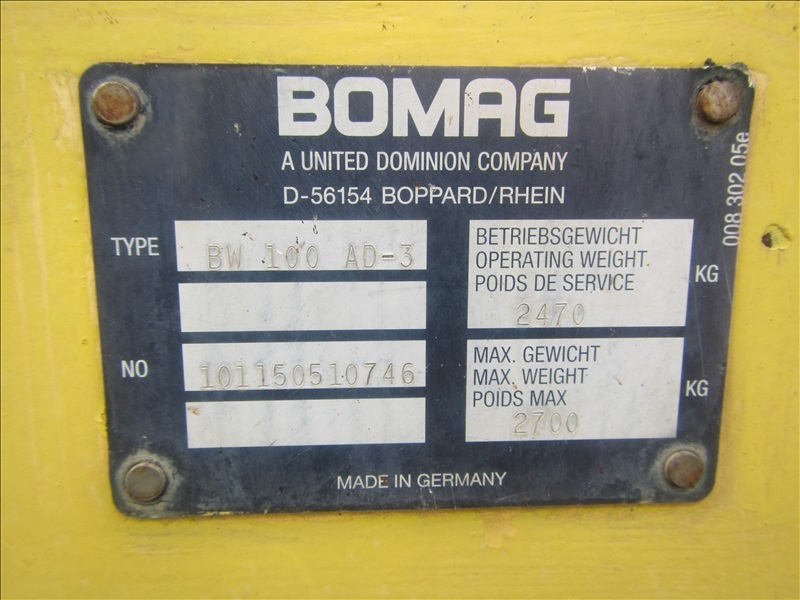 BOMAG
A UNITED DOMINION COMPANY
D-56154 BOPPARD/RHEIN
TYPE
BW 100 AD-3
BETRIEBSGEWICHT
OPERATING WEIGHT.
POIDS DE SERVICE
2470
KG
NO
101150510746
MAX. GEWICHT
MAX. WEIGHT
POIDS MAX
2700
KG
MADE IN GERMANY
008 302 05e